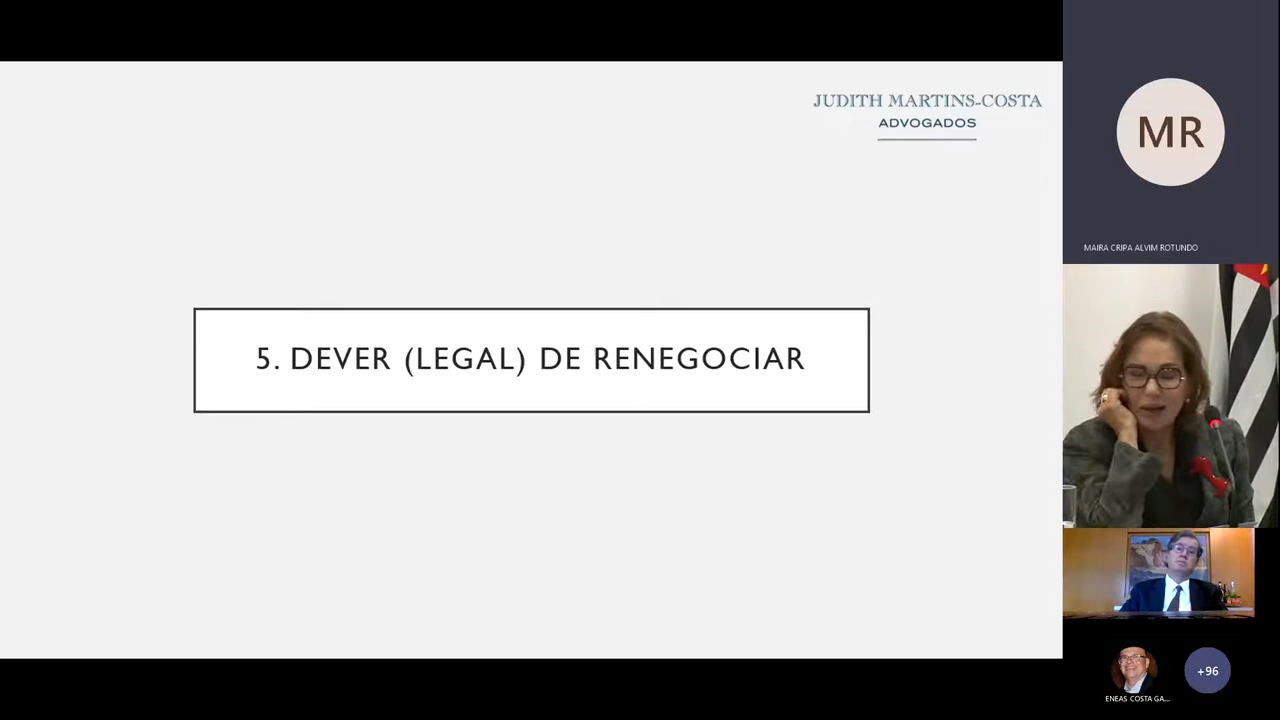 JUDITH MARTINS-COSTA
ADVOGADOS
5. DEVER (LEGAL) DE RENEGOCIAR
MR
MAIRA CRIPA ALVIM ROTUNDO
ENEAS COSTA GA...
+96